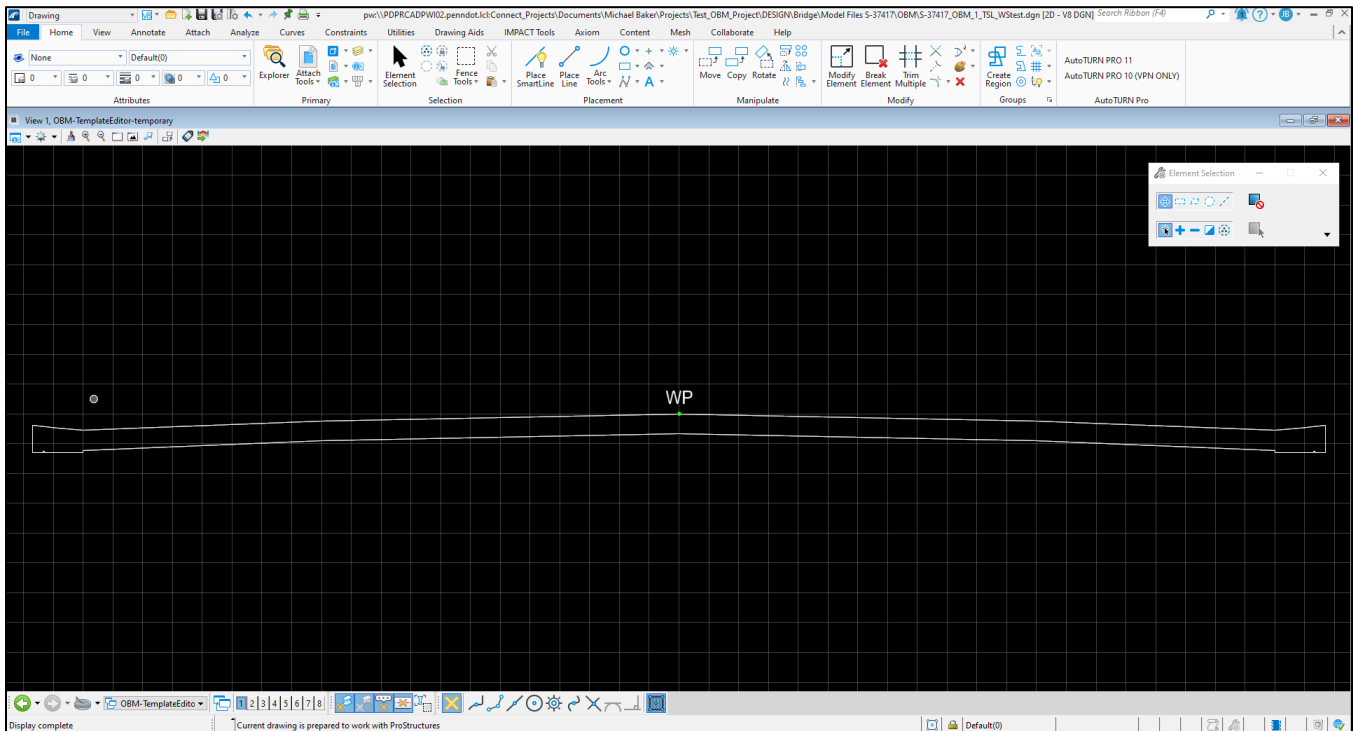 Drawing
pw:\\PDPRCADPWI02.penndot.lcl:Connect_Projects\Documents\Michael Baker\Projects\Test_OBM_Project\DESIGN\Bridge\Model Files S-37417\OBM\S-37417_OBM_1_TSL_WStest.dgn [2D - V8 DGN]
Search Ribbon (F4)
JB
File Home View Annotate Attach Analyze Curves Constraints Utilities Drawing Aids IMPACT Tools Axiom Content Mesh Collaborate Help
None
Default(0)
0 0 0 0 0
Explorer
Attach Tools
Element Selection
Fence Tools
Place SmartLine
Place Line
Arc Tools
Move Copy Rotate
Modify Element
Break Element
Trim Multiple
Create Region
AutoTURN PRO 11
AutoTURN PRO 10 (VPN ONLY)
Attributes Primary Selection Placement Manipulate Modify Groups AutoTURN Pro
View 1, OBM-TemplateEditor-temporary
Element Selection
WP
OBM-TemplateEdito
1 2 3 4 5 6 7 8
Display complete
Current drawing is prepared to work with ProStructures
Default(0)